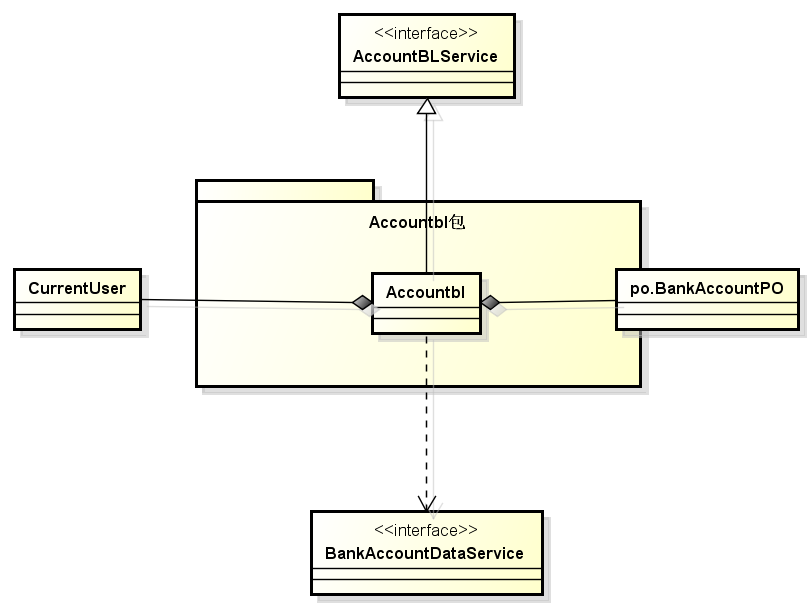 <<interface>>
AccountBLService
Accountbl包
CurrentUser
Accountbl
po.BankAccountPO
<<interface>>
BankAccountDataService